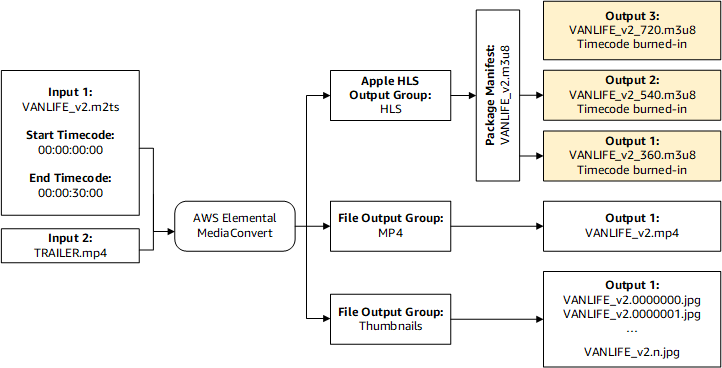 Input 1:
VANLIFE_v2.m2ts
Start Timecode:
00:00:00:00
End Timecode:
00:00:30:00
Input 2:
TRAILER.mp4
AWS Elemental
MediaConvert
Apple HLS
Output Group:
HLS
Package Manifest:
VANLIFE_v2.m3u8
Output 3:
VANLIFE_v2_720.m3u8
Timecode burned-in
Output 2:
VANLIFE_v2_540.m3u8
Timecode burned-in
Output 1:
VANLIFE_v2_360.m3u8
Timecode burned-in
File Output Group:
MP4
Output 1:
VANLIFE_v2.mp4
File Output Group:
Thumbnails
Output 1:
VANLIFE_v2.0000000.jpg
VANLIFE_v2.0000001.jpg
...
VANLIFE_v2.n.jpg